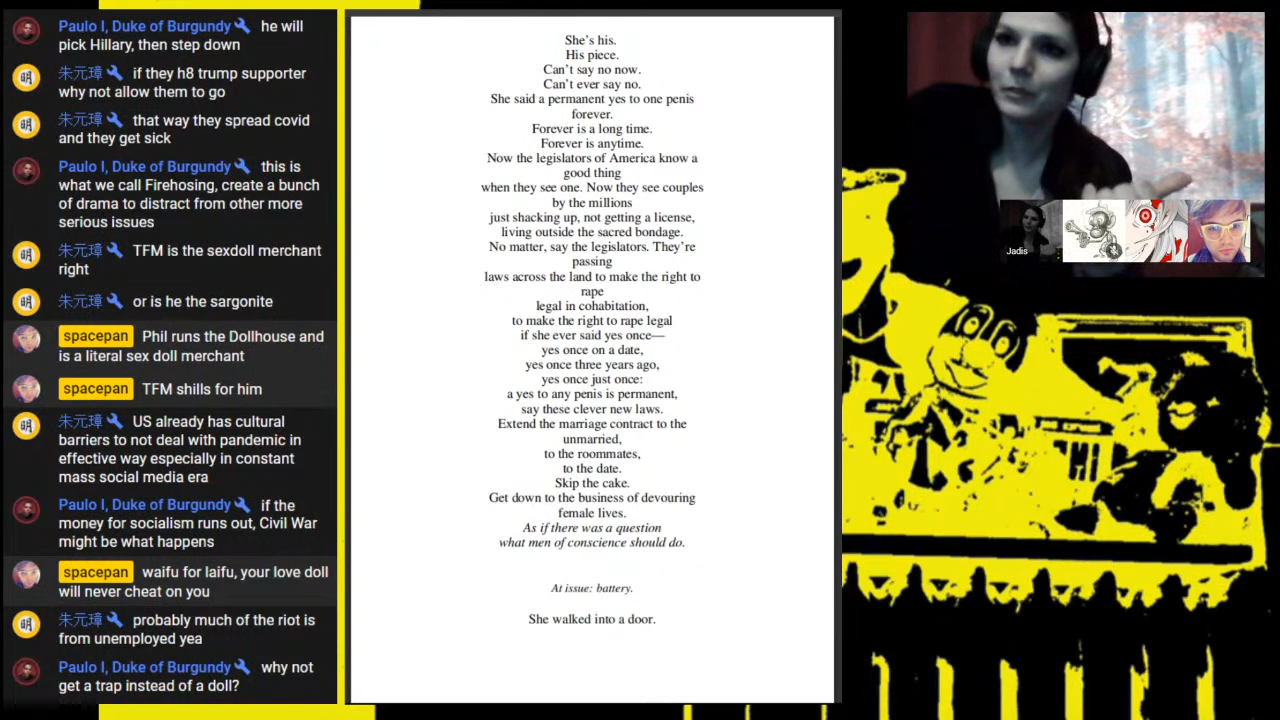 Paulo I, Duke of Burgundy he will
pick Hillary, then step down
朱元璋 if they h8 trump supporter
why not allow them to go
朱元璋 that way they spread covid
and they get sick
Paulo I, Duke of Burgundy this is
what we call Firehosing, create a bunch
of drama to distract from other more
serious issues
朱元璋 TFM is the sexdoll merchant
right
朱元璋 or is he the sargonite
spacepan Phil runs the Dollhouse and
is a literal sex doll merchant
spacepan TFM shills for him
朱元璋 US already has cultural
barriers to not deal with pandemic in
effective way especially in constant
mass social media era
Paulo I, Duke of Burgundy if the
money for socialism runs out, Civil War
might be what happens
spacepan waifu for laifu, your love doll
will never cheat on you
朱元璋 probably much of the riot is
from unemployed yea
Paulo I, Duke of Burgundy why not
get a trap instead of a doll?
She's his.
His piece.
Can't say no now.
Can't ever say no.
She said a permanent yes to one penis
forever.
Forever is a long time.
Forever is anytime.
Now the legislators of America know a
good thing
when they see one. Now they see couples
by the millions
just shacking up, not getting a license,
living outside the sacred bondage.
No matter, say the legislators. They're
passing
laws across the land to make the right to
rape
legal in cohabitation,
to make the right to rape legal
if she ever said yes once—
yes once on a date,
yes once three years ago,
yes once just once:
a yes to any penis is permanent,
say these clever new laws.
Extend the marriage contract to the
unmarried,
to the roommates,
to the date.
Skip the cake.
Get down to the business of devouring
female lives.
As if there was a question
what men of conscience should do.
At issue: battery.
She walked into a door.
Jadis